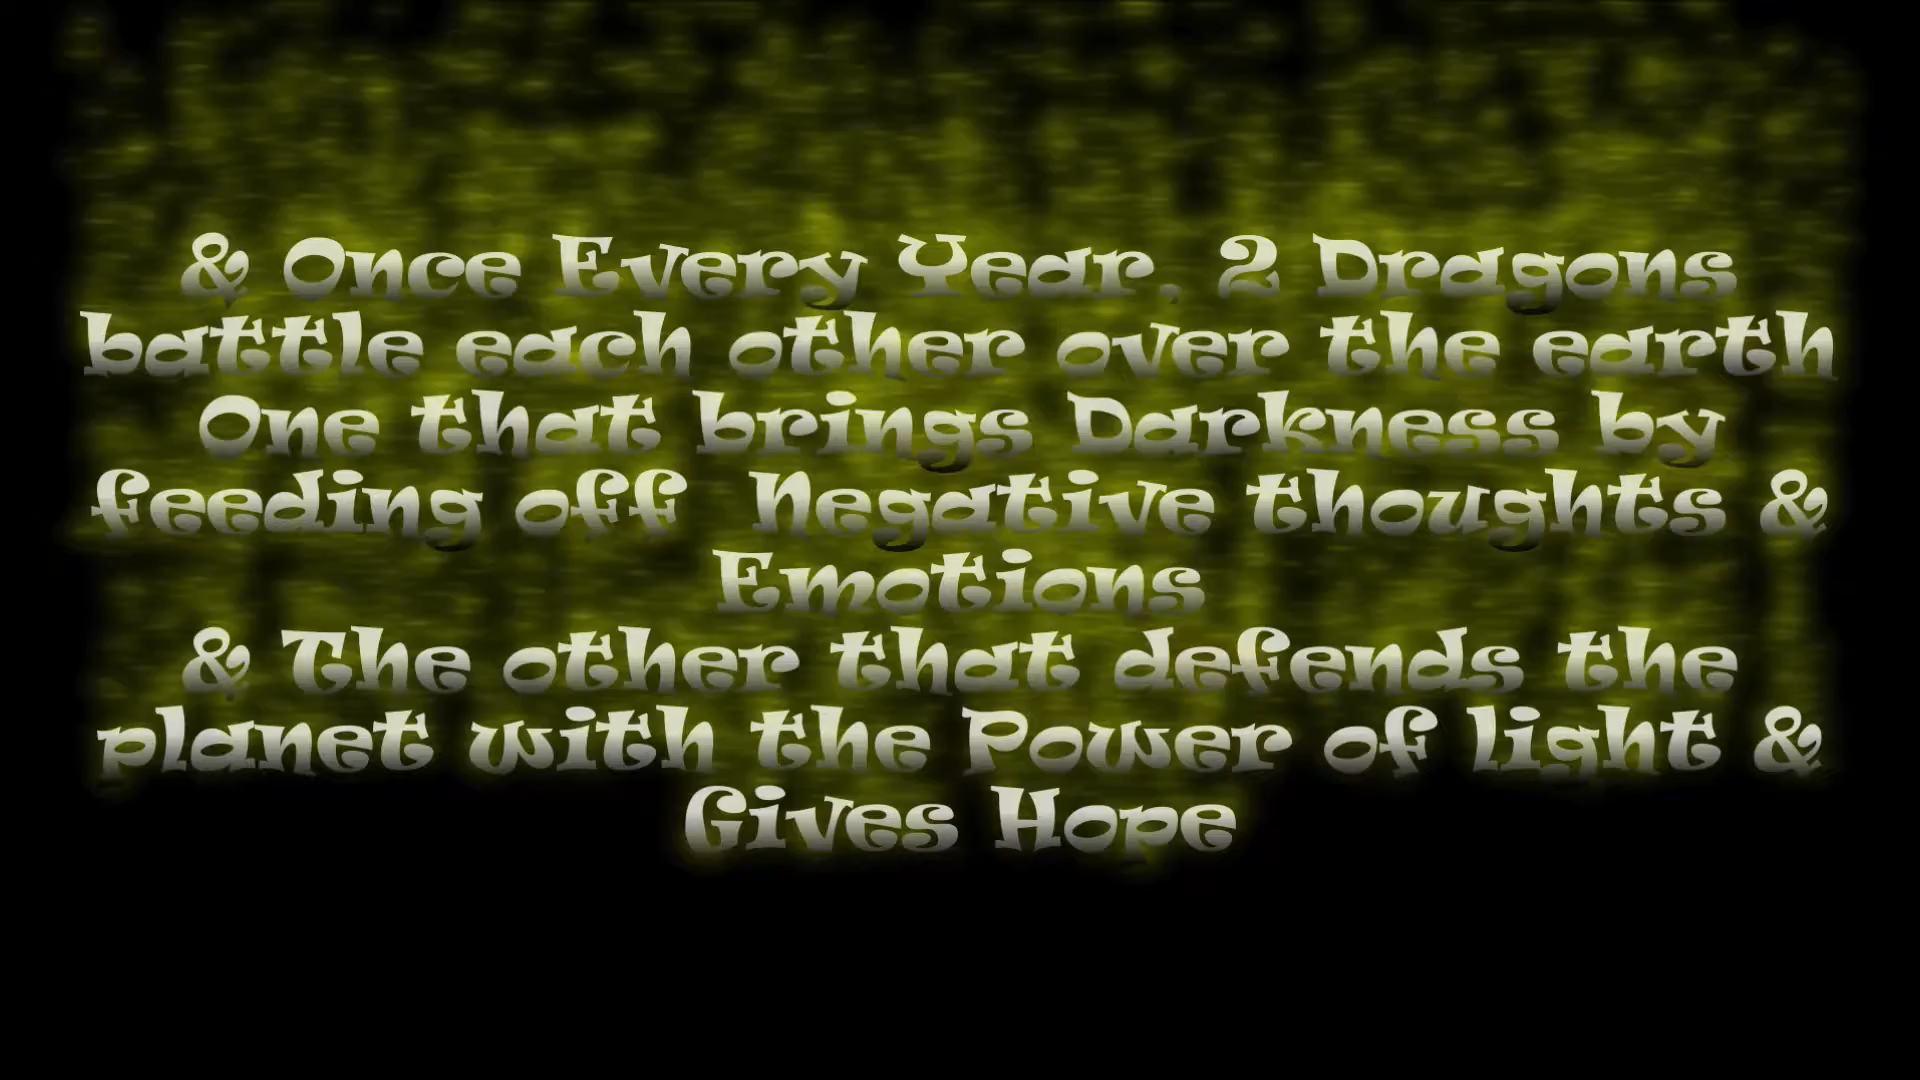 & Once Every Year, 2 Dragons
battle each other over the earth
One that brings Darkness by
feeding off  Negative thoughts &
Emotions
& The other that defends the
planet with the Power of light &
Gives Hope